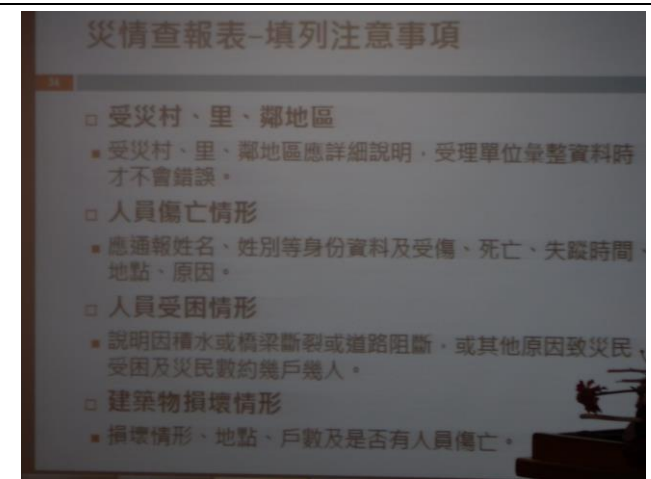 災情查報表–填列注意事項
受災村、里、鄰地區
受災村、里、鄰地區應詳細說明，受理單位彙整資料時
才不會錯誤。
人員傷亡情形
應通報姓名、姓別等身份資料及受傷、死亡、失蹤時間、
地點、原因。
人員受困情形
說明因積水或橋梁斷裂或道路阻斷，或其他原因致災民
受困及災民數約幾戶幾人。
建築物損壞情形
損壞情形、地點、戶數及是否有人員傷亡。